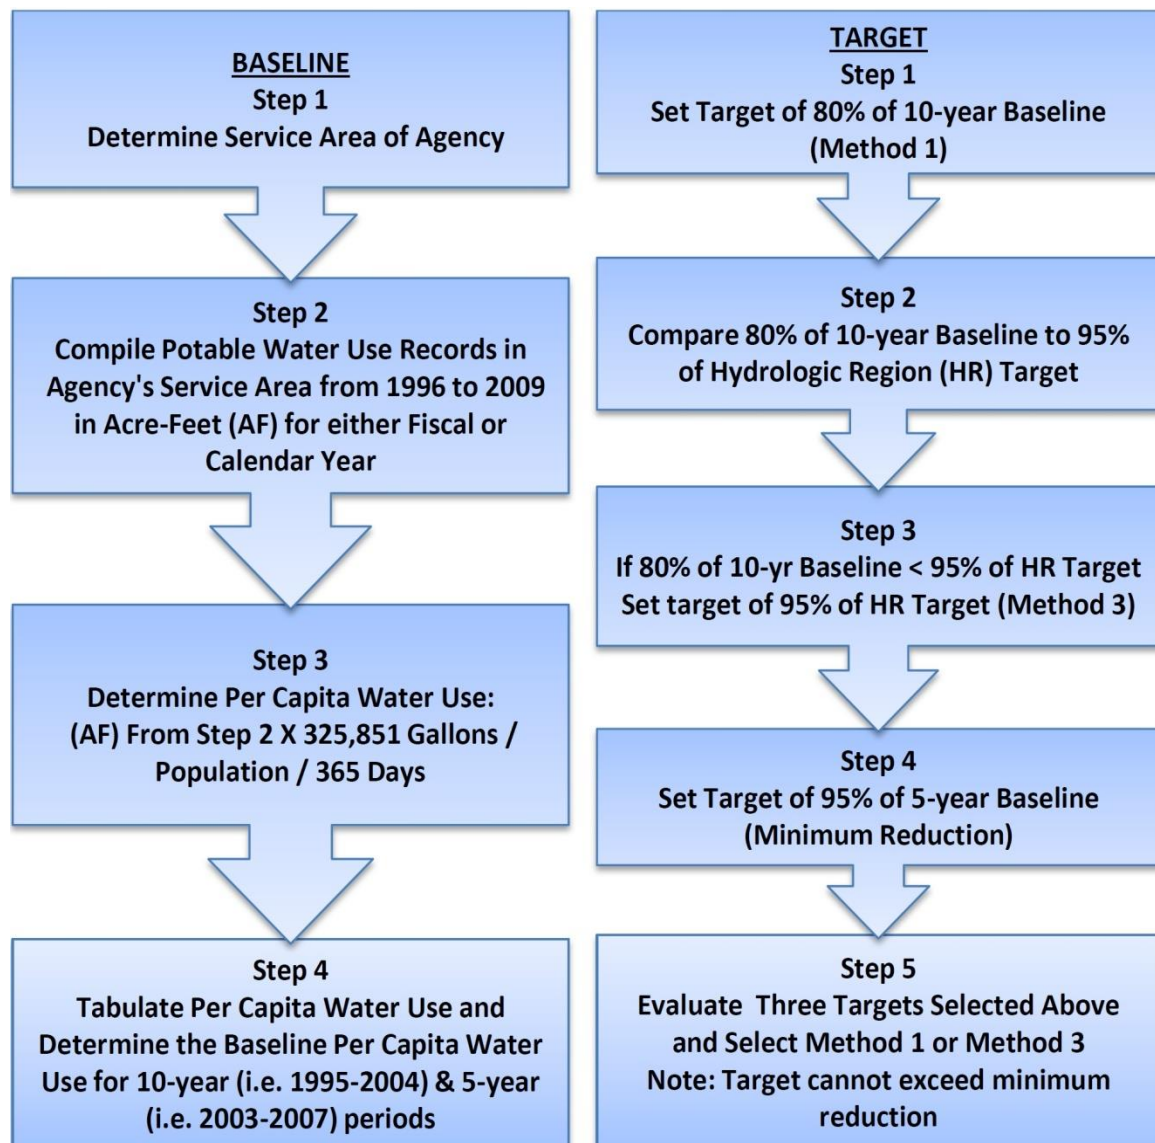 BASELINE
Step 1
Determine Service Area of Agency
Step 2
Compile Potable Water Use Records in
Agency's Service Area from 1996 to 2009
in Acre-Feet (AF) for either Fiscal or
Calendar Year
Step 3
Determine Per Capita Water Use:
(AF) From Step 2 X 325,851 Gallons /
Population / 365 Days
Step 4
Tabulate Per Capita Water Use and
Determine the Baseline Per Capita Water
Use for 10-year (i.e. 1995-2004) & 5-year
(i.e. 2003-2007) periods
TARGET
Step 1
Set Target of 80% of 10-year Baseline
(Method 1)
Step 2
Compare 80% of 10-year Baseline to 95%
of Hydrologic Region (HR) Target
Step 3
If 80% of 10-yr Baseline < 95% of HR Target
Set target of 95% of HR Target (Method 3)
Step 4
Set Target of 95% of 5-year Baseline
(Minimum Reduction)
Step 5
Evaluate Three Targets Selected Above
and Select Method 1 or Method 3
Note: Target cannot exceed minimum
reduction